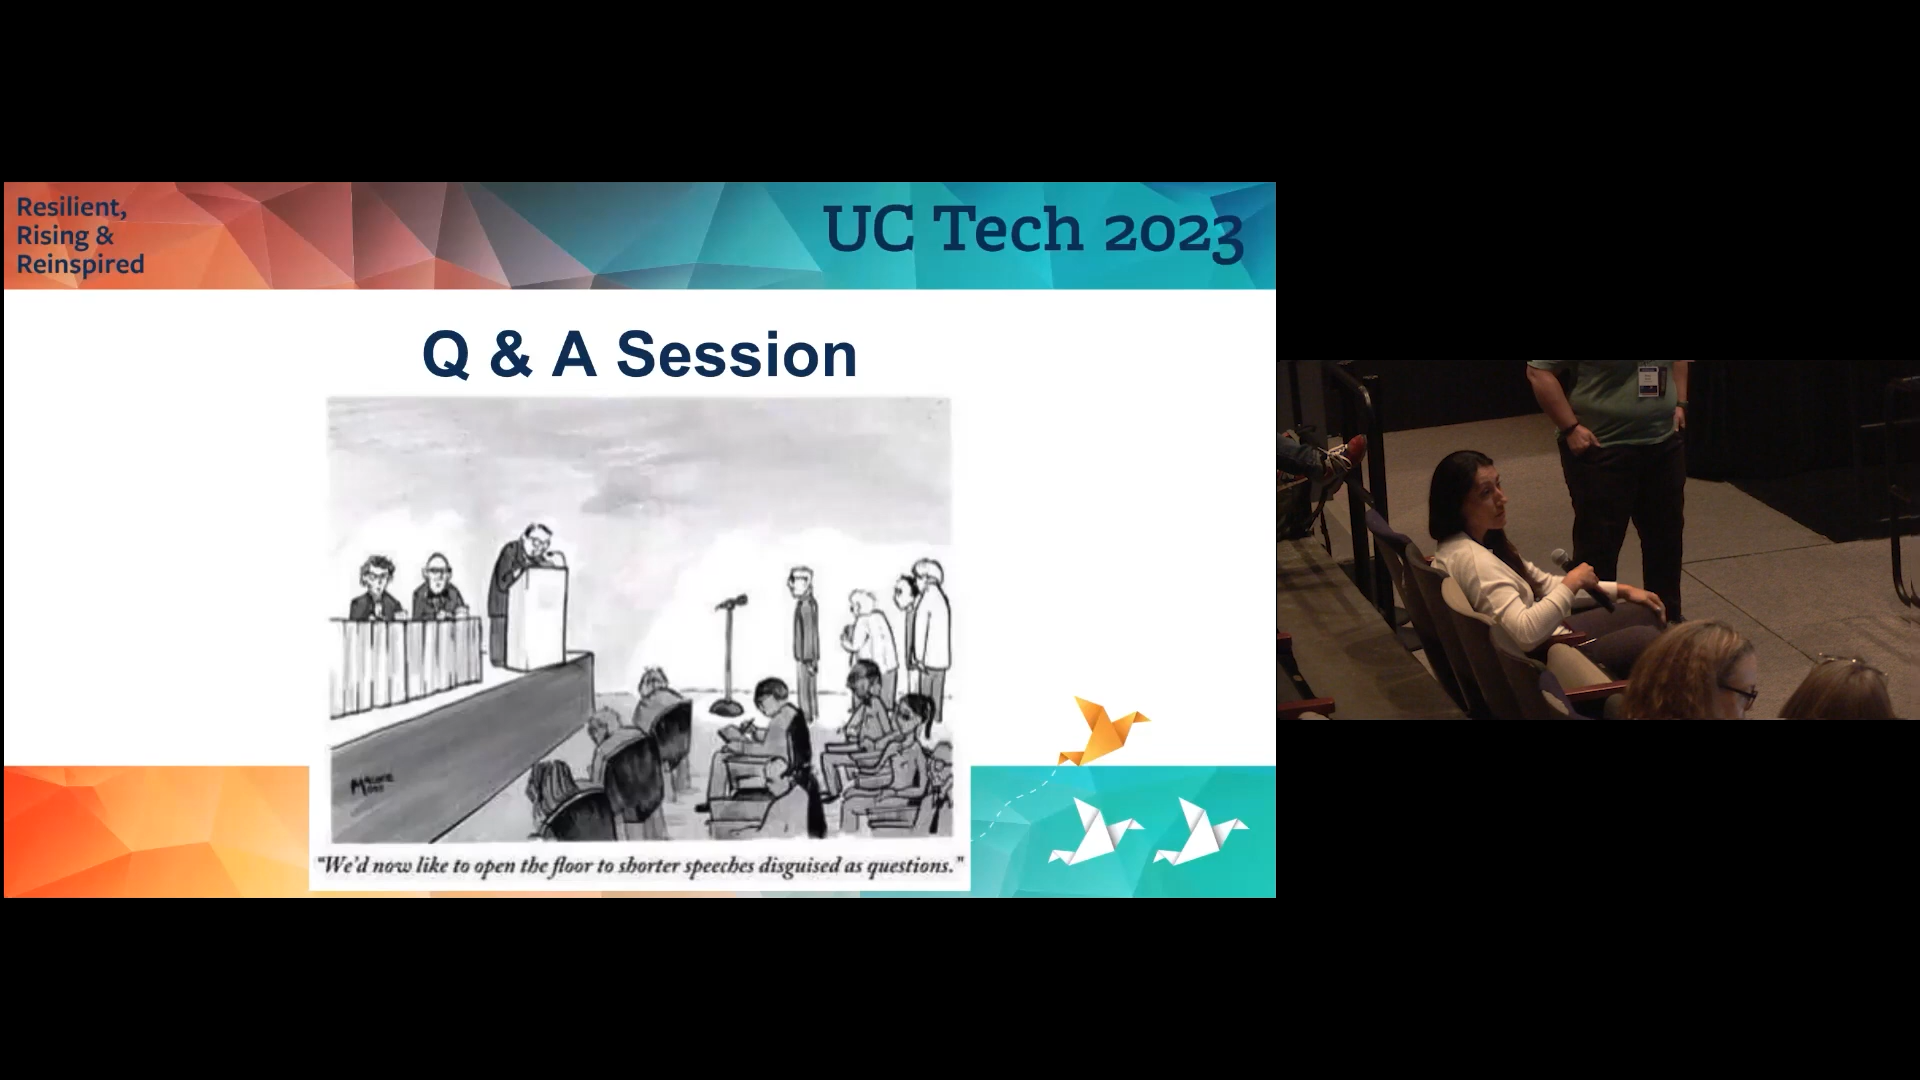 Resilient,
Rising &
Reinspired
UC Tech 2023
Q & A Session
"We'd now like to open the floor to shorter speeches disguised as questions."